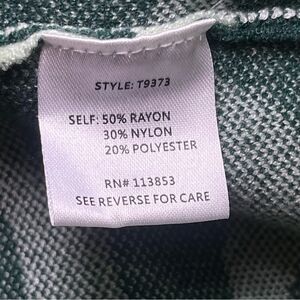 STYLE: T9373
SELF: 50% RAYON
30% NYLON
20% POLYESTER
RN# 113853
SEE REVERSE FOR CARE